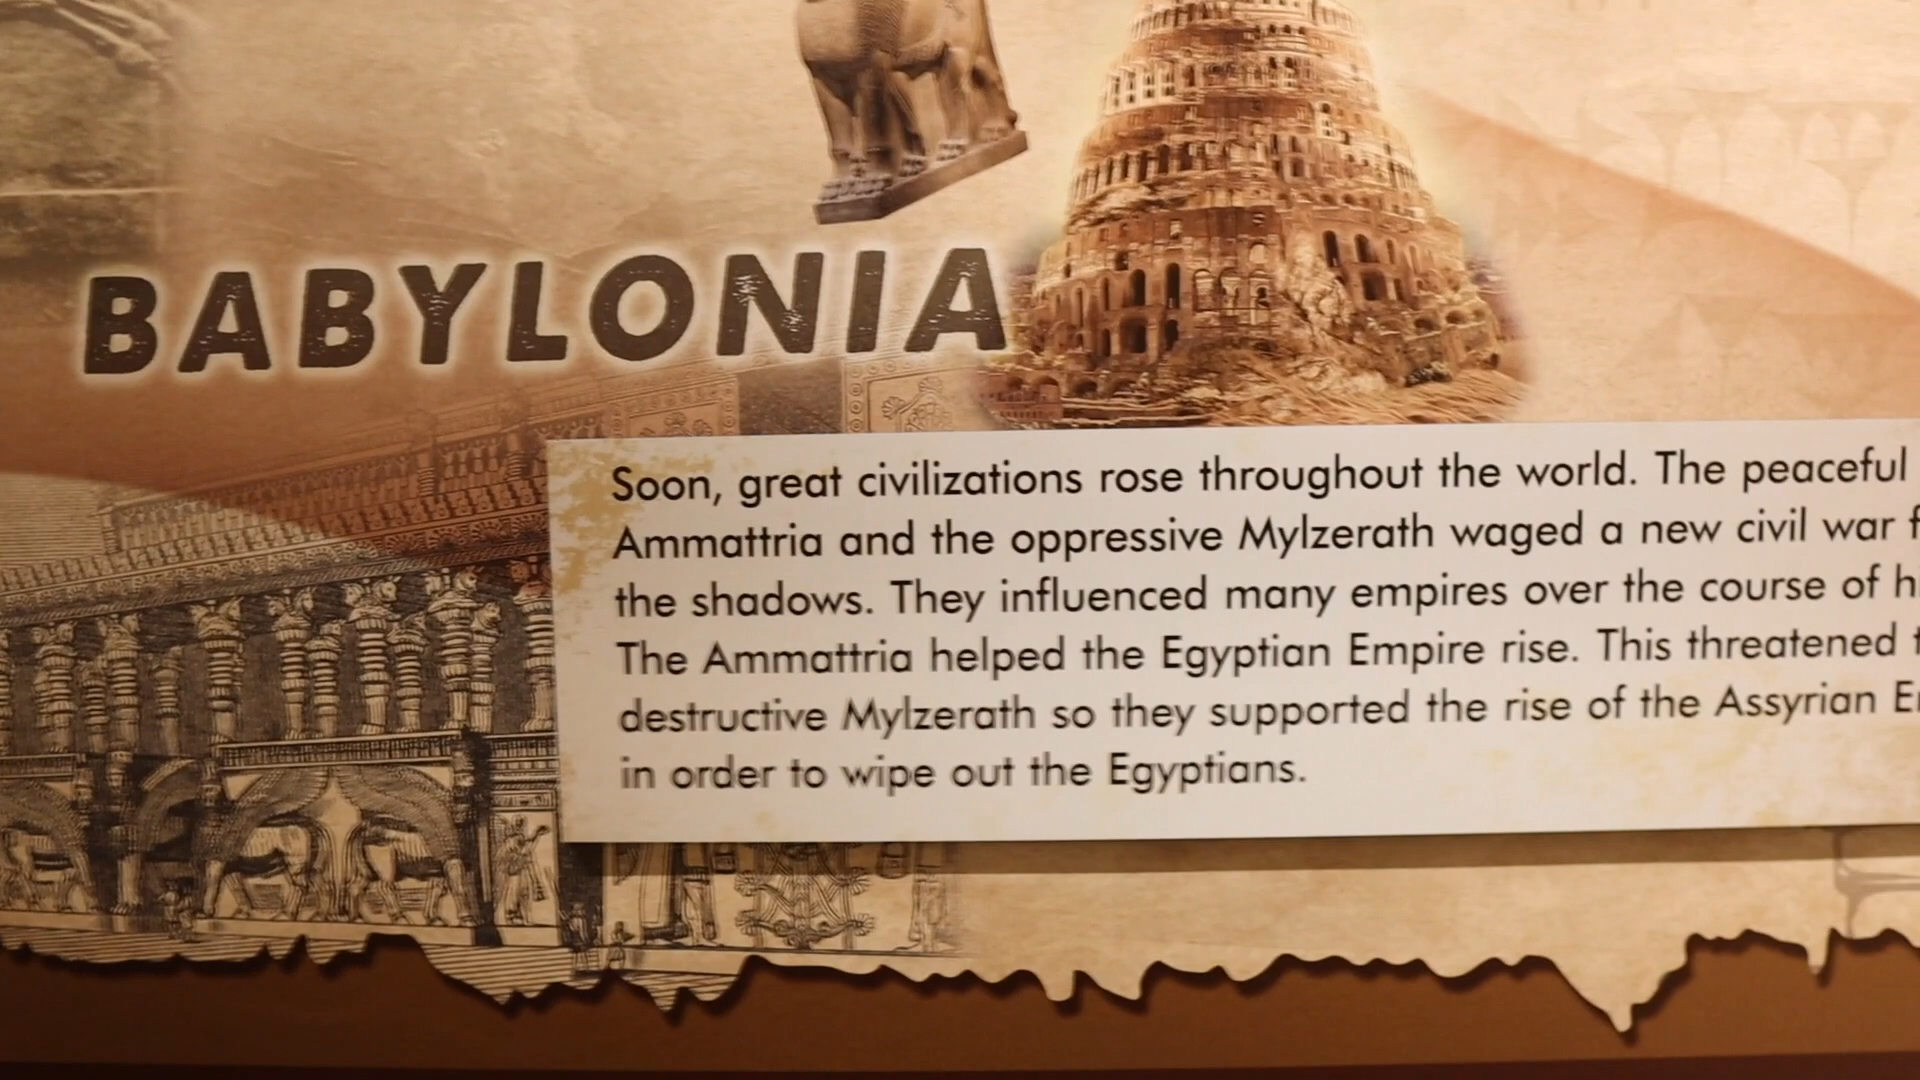 BABYLONIA
Soon, great civilizations rose throughout the world. The peaceful
Ammattria and the oppressive Mylzerath waged a new civil war
the shadows. They influenced many empires over the course of
The Ammattria helped the Egyptian Empire rise. This threatened
destructive Mylzerath so they supported the rise of the Assyrian
in order to wipe out the Egyptians.